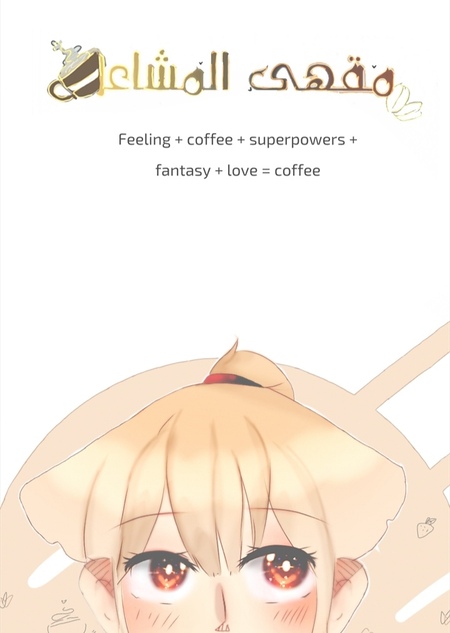 مقهى المشاعر
Feeling + coffee + superpowers +
fantasy + love = coffee